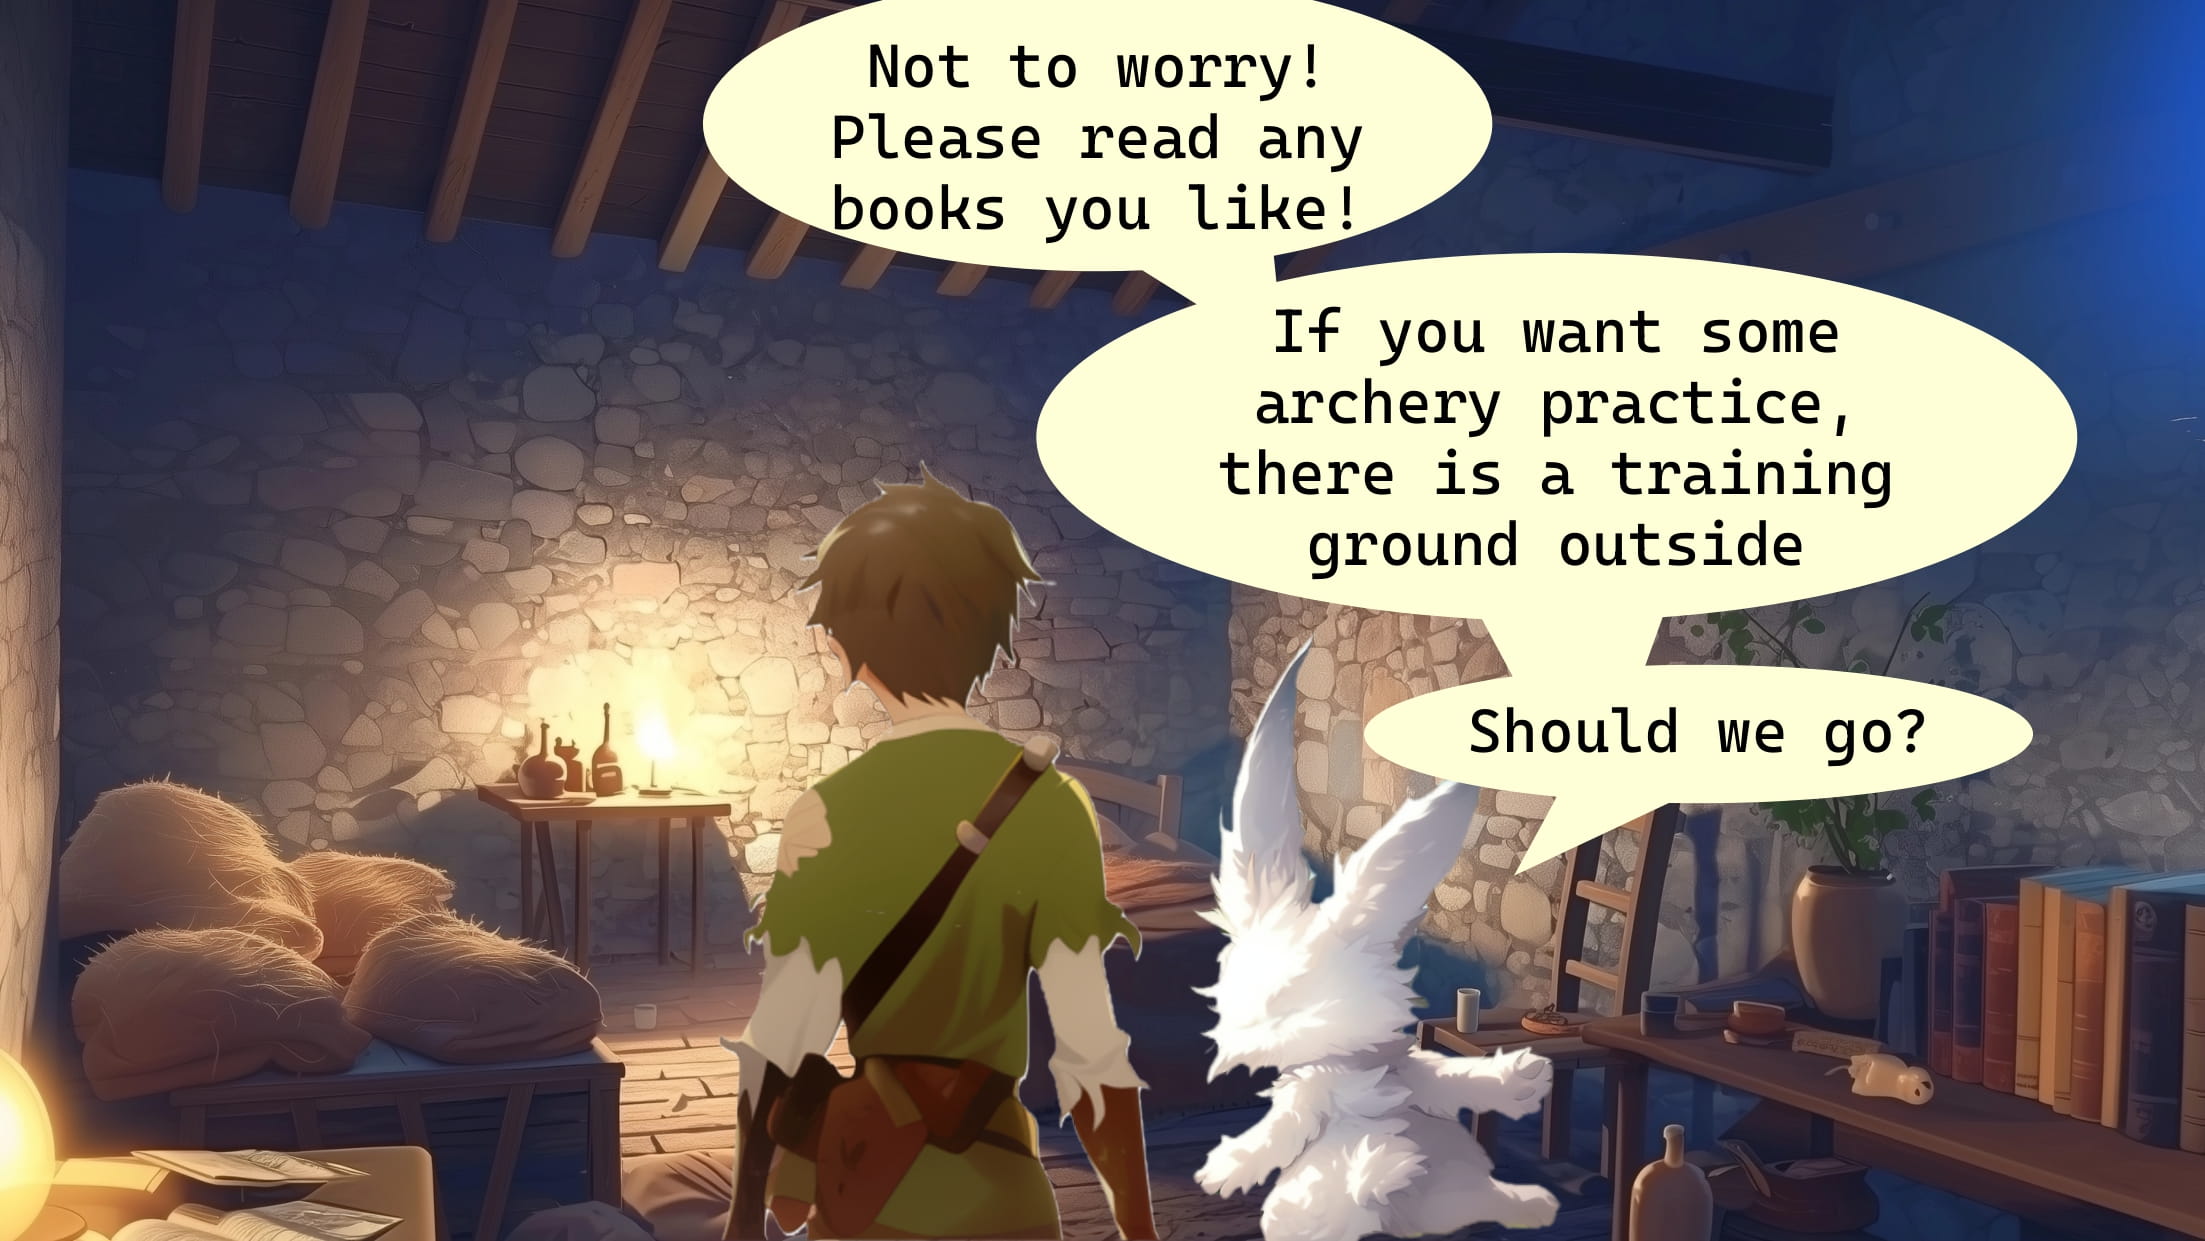 Not to worry!
Please read any
books you like!
If you want some
archery practice,
there is a training
ground outside
Should we go?